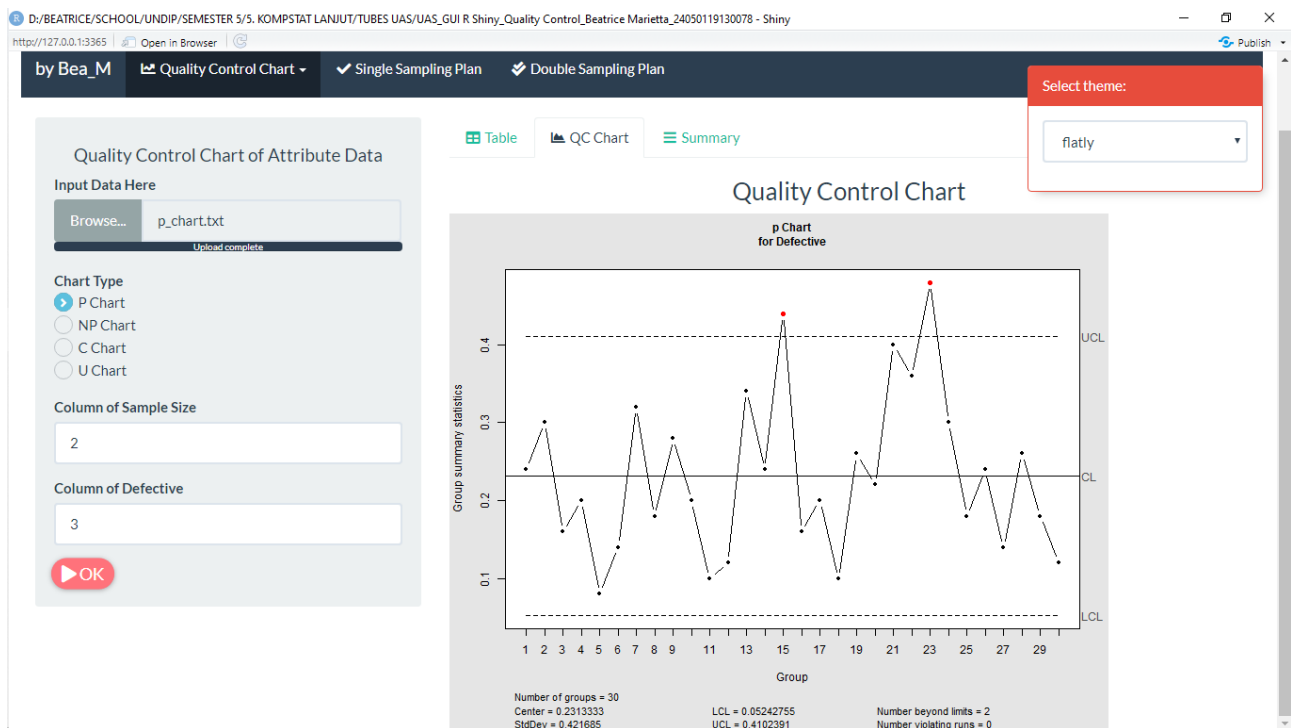 D:/BEATRICE/SCHOOL/UNDIP/SEMESTER 5/5. KOMPSTAT LANJUT/TUBES UAS/UAS_GUI R Shiny_Quality Control_Beatrice Marietta_24050119130078 - Shiny
http://127.0.0.1:3365 Open in Browser Publish
by Bea_M Quality Control Chart Single Sampling Plan Double Sampling Plan
Select theme:
flatly
Quality Control Chart of Attribute Data
Input Data Here
Browse... p_chart.txt
Upload complete
Chart Type
P Chart
NP Chart
C Chart
U Chart
Column of Sample Size
2
Column of Defective
3
OK
Table QC Chart Summary
Quality Control Chart
p Chart
for Defective
Group summary statistics
0.4
0.3
0.2
0.1
UCL
CL
LCL
1 2 3 4 5 6 7 8 9 11 13 15 17 19 21 23 25 27 29
Group
Number of groups = 30
Center = 0.2313333 LCL = 0.05242755 Number beyond limits = 2
StdDev = 0.421685 UCL = 0.4102391 Number violating runs = 0